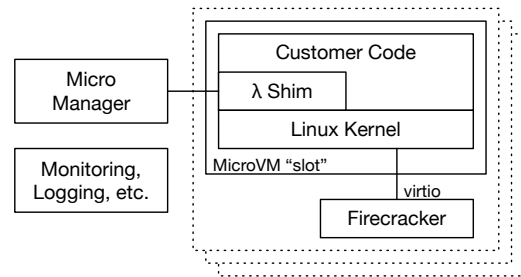 Customer Code
Micro
Manager
λ Shim
Linux Kernel
MicroVM “slot”
Monitoring,
Logging, etc.
virtio
Firecracker